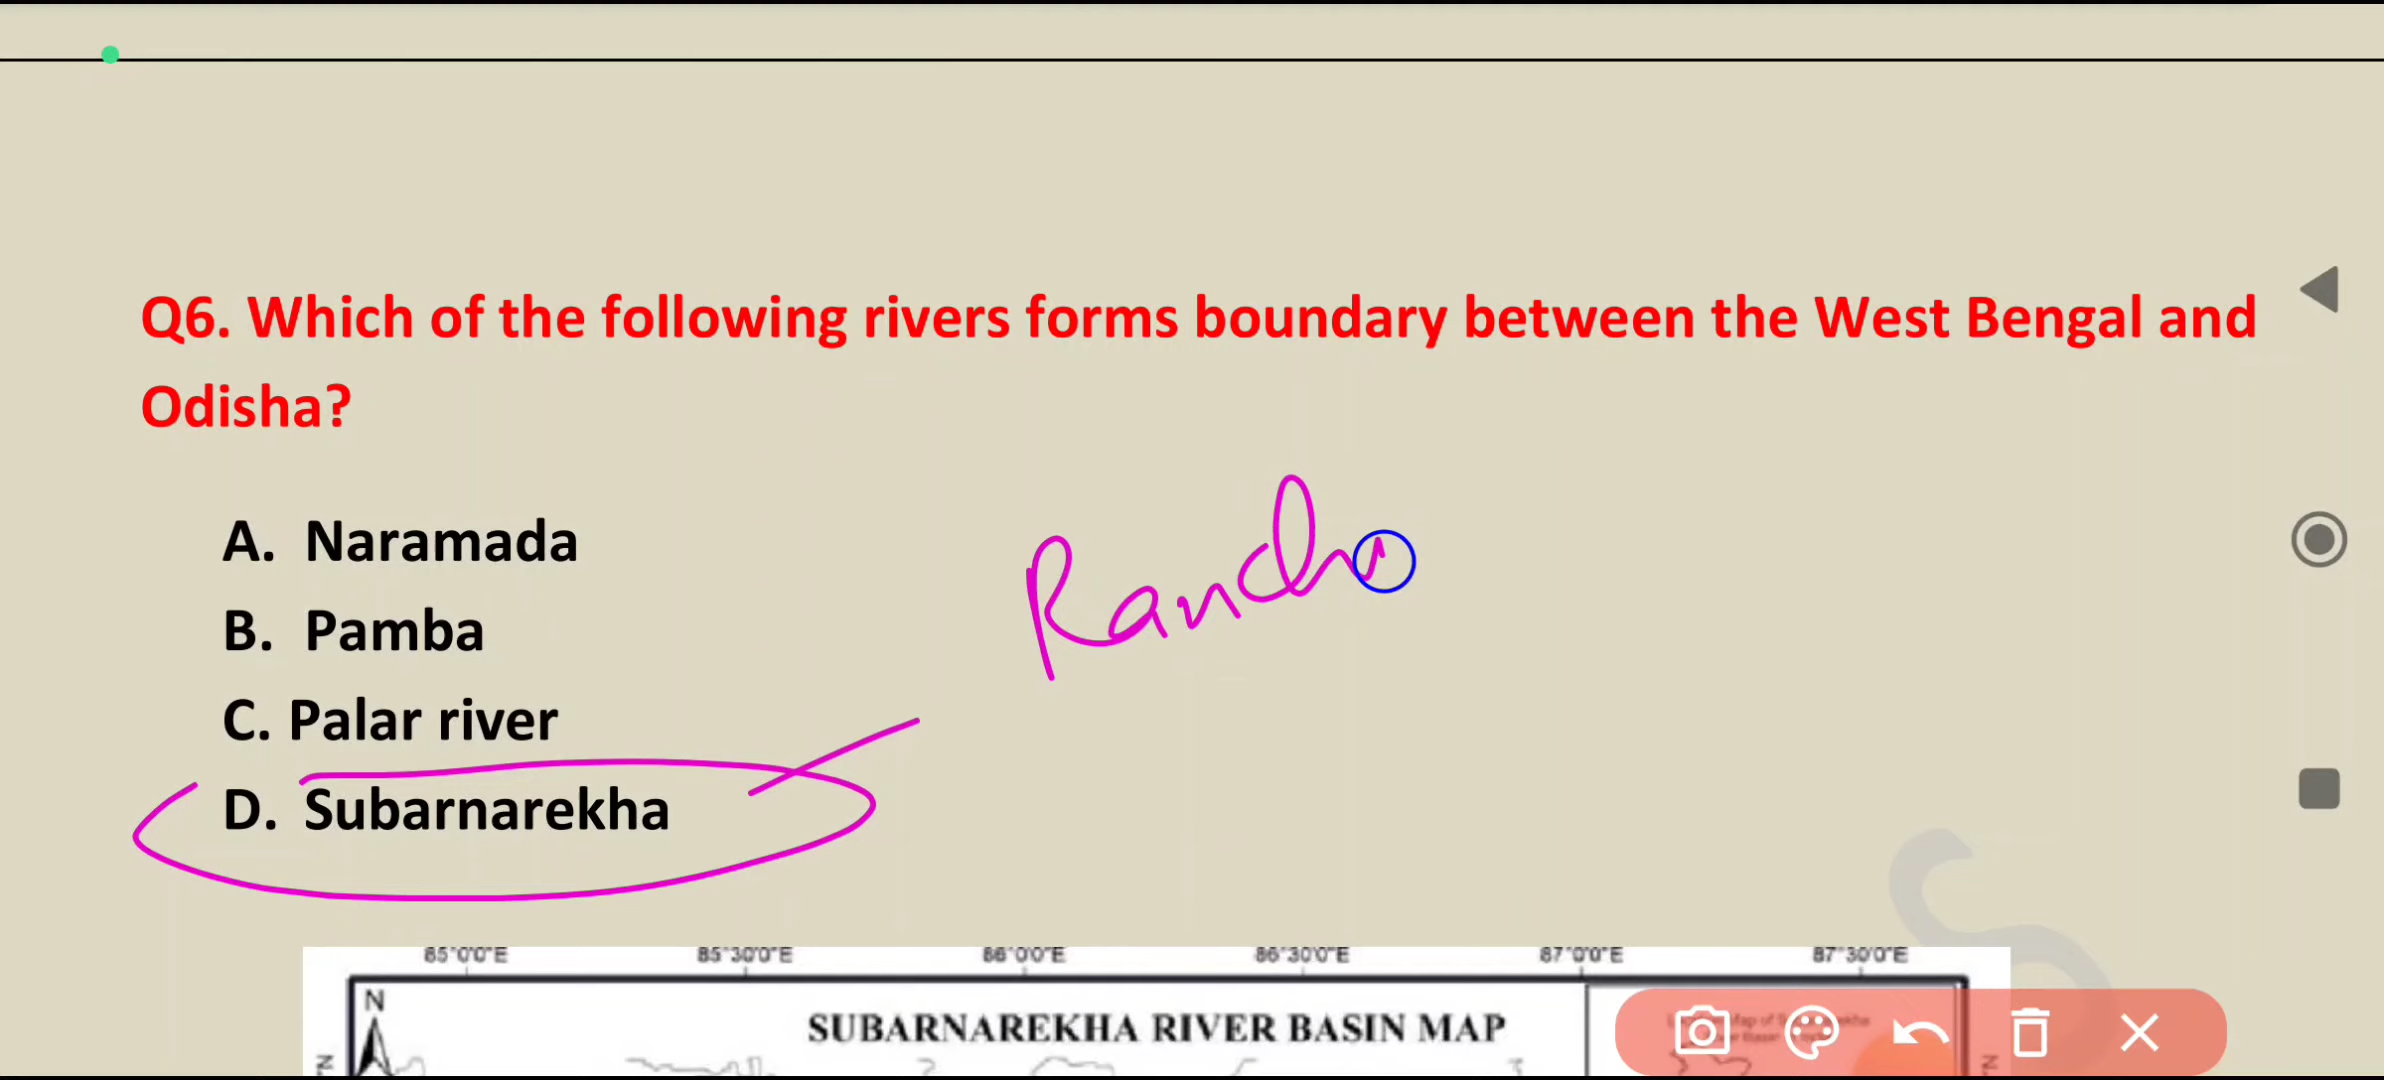 Q6. Which of the following rivers forms boundary between the West Bengal and
Odisha?
A. Naramada
B. Pamba
C. Palar river
D. Subarnarekha
Ranchi
85°0'0"E 85°30'0"E 86°0'0"E 86°30'0"E 87°0'0"E 87°30'0"E
N
SUBARNAREKHA RIVER BASIN MAP
N
N